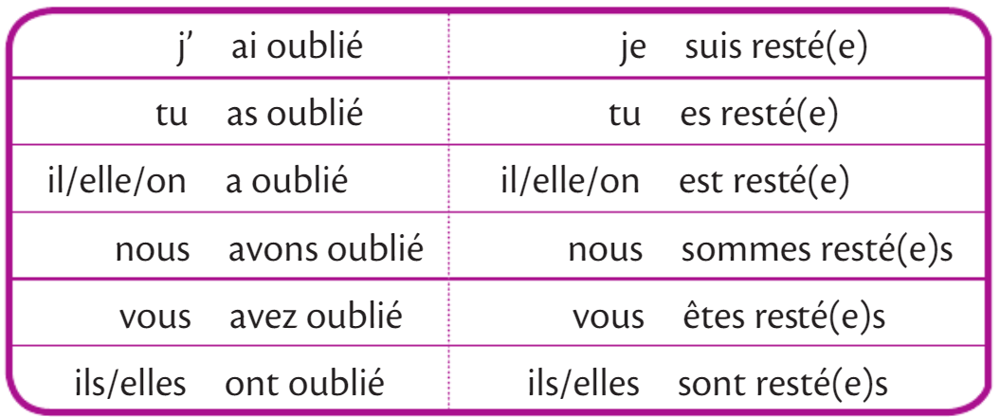 j’ ai oublié je suis resté(e)
tu as oublié tu es resté(e)
il/elle/on a oublié il/elle/on est resté(e)
nous avons oublié nous sommes resté(e)s
vous avez oublié vous êtes resté(e)s
ils/elles ont oublié ils/elles sont resté(e)s